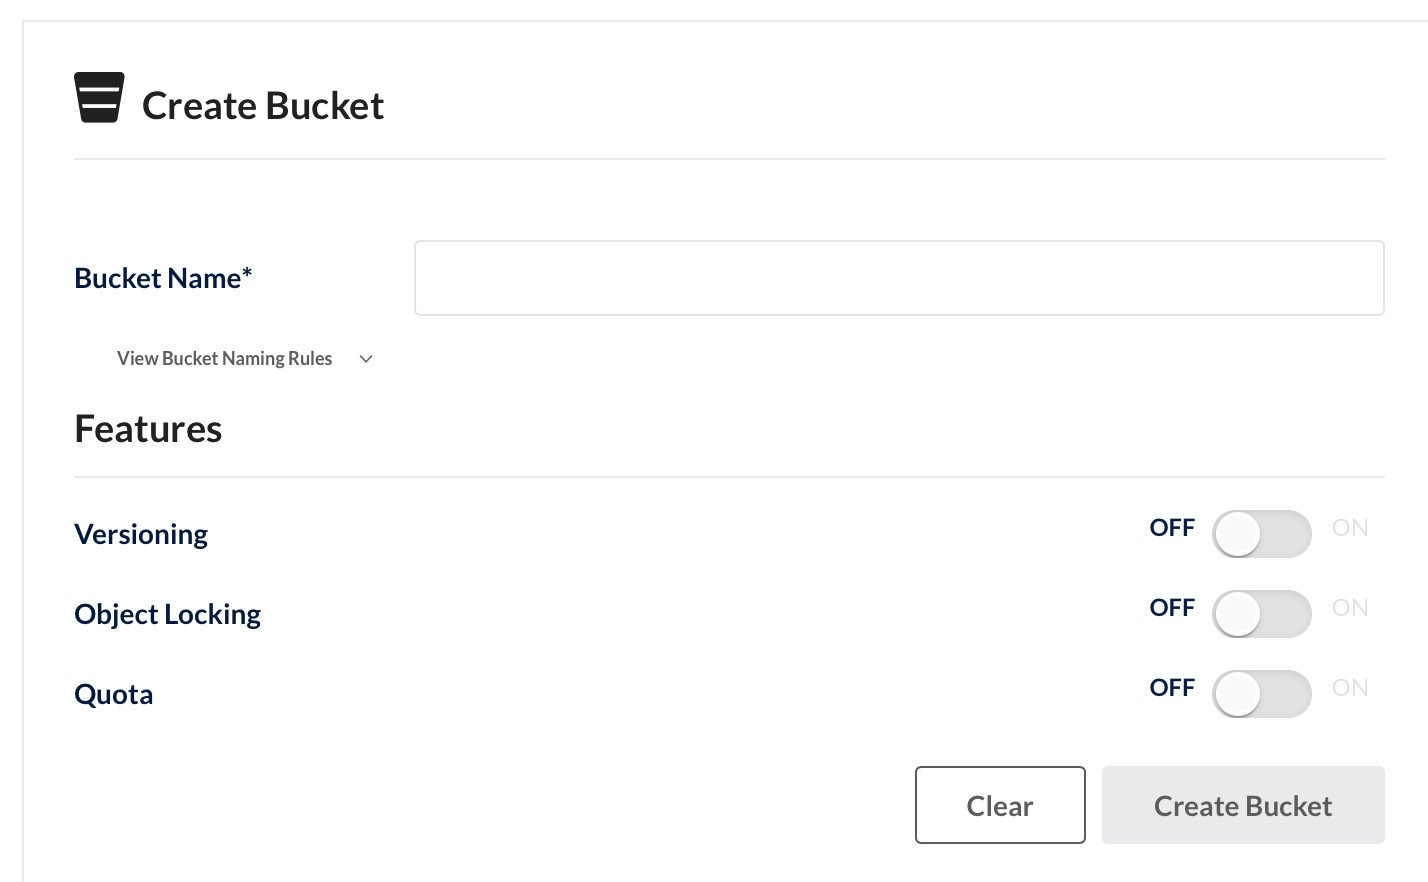 Create Bucket
Bucket Name*
View Bucket Naming Rules
Features
Versioning OFF ON
Object Locking OFF ON
Quota OFF ON
Clear Create Bucket